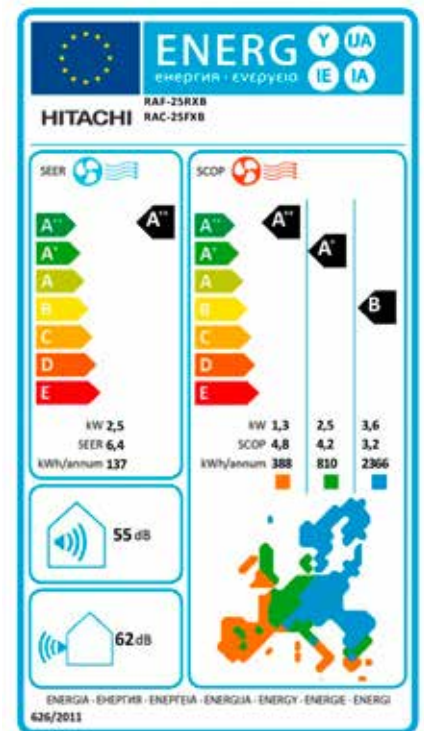 ENERG Y UA
енергия · ενεργεια IE IA
HITACHI
RAF-25RXB
RAC-25FXB
SEER
A++
A++
A+
A
B
C
D
E
kW 2,5
SEER 6,4
kWh/annum 137
SCOP
A++
A+
A
B
C
D
E
A++
A+
B
kW 1,3 2,5 3,6
SCOP 4,8 4,2 3,2
kWh/annum 388 810 2366
55 dB
62 dB
ENERGIA · ЕНЕРГИЯ · ΕΝΕΡΓΕΙΑ · ENERGIJA · ENERGY · ENERGIE · ENERGI
626/2011